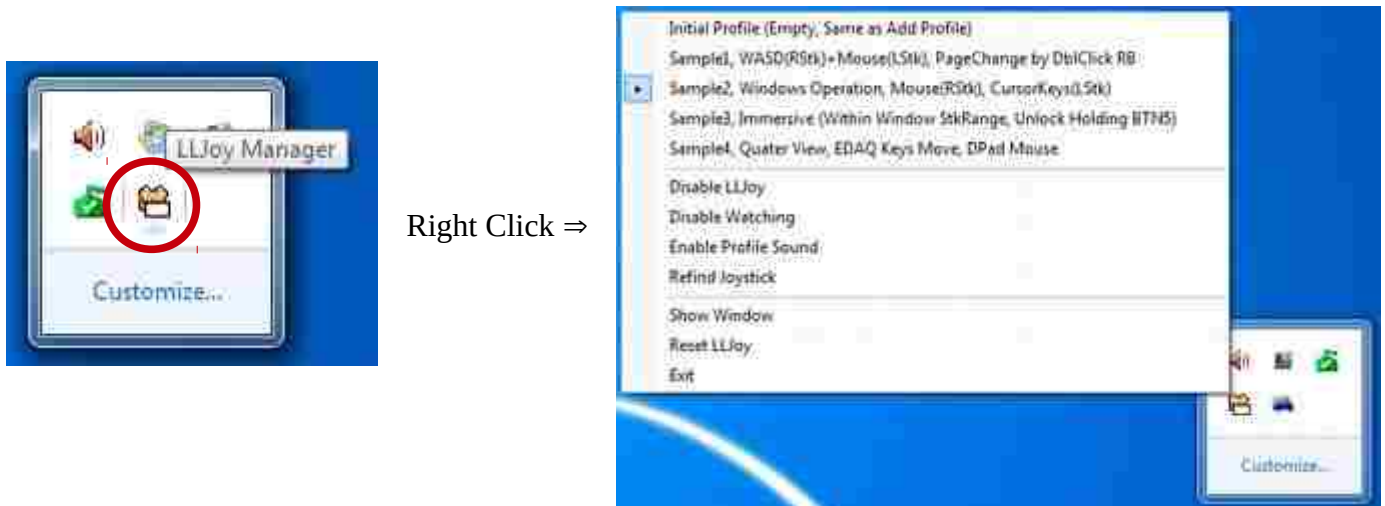 LLJoy Manager
Customize...
Right Click ⇒
Initial Profile (Empty, Same as Add Profile)
Sample1, WASD(RStk)+Mouse(LStk), PageChange by DblClick RB
Sample2, Windows Operation, Mouse(RStk), CursorKeys(LStk)
Sample3, Immersive (Within Window StkRange, Unlock Holding BTN5)
Sample4, Quater View, EDAQ Keys Move, DPad Mouse
Disable LLJoy
Disable Watching
Enable Profile Sound
Refind Joystick
Show Window
Reset LLJoy
Exit
Customize...